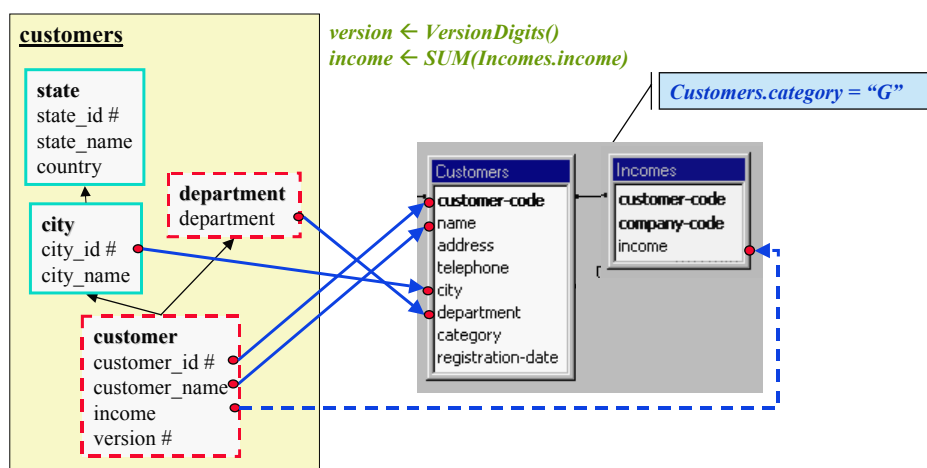 customers
version ← VersionDigits()
income ← SUM(Incomes.income)
Customers.category = “G”
state
state_id #
state_name
country
department
department
city
city_id #
city_name
customer
customer_id #
customer_name
income
version #
Customers
customer-code
name
address
telephone
city
department
category
registration-date
Incomes
customer-code
company-code
income